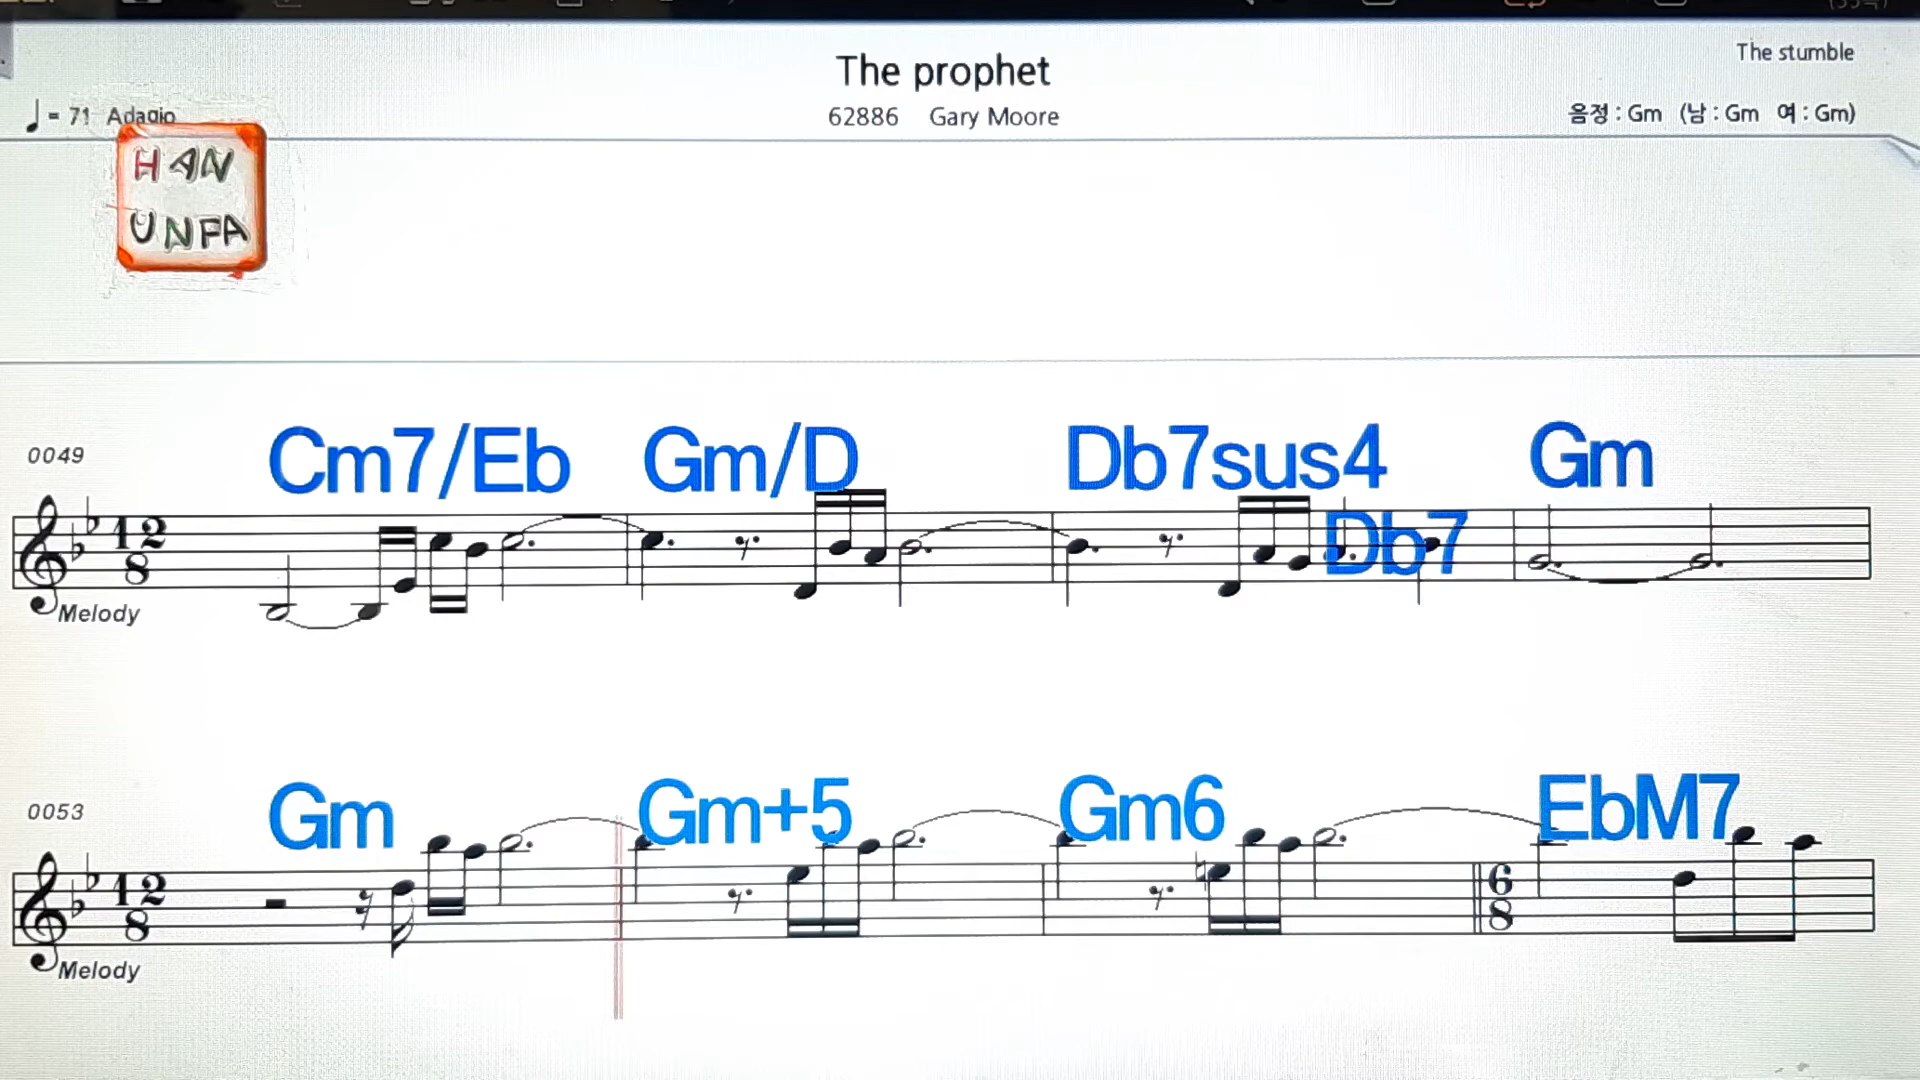 The prophet
The stumble
♩ = 71 Adagio
62886 Gary Moore
음정 : Gm (남 : Gm 여 : Gm)
HAN
UNFA
0049
Cm7/Eb Gm/D Db7sus4 Gm
Db7
12
8
Melody
0053
Gm Gm+5 Gm6 EbM7
12
8
6
8
Melody